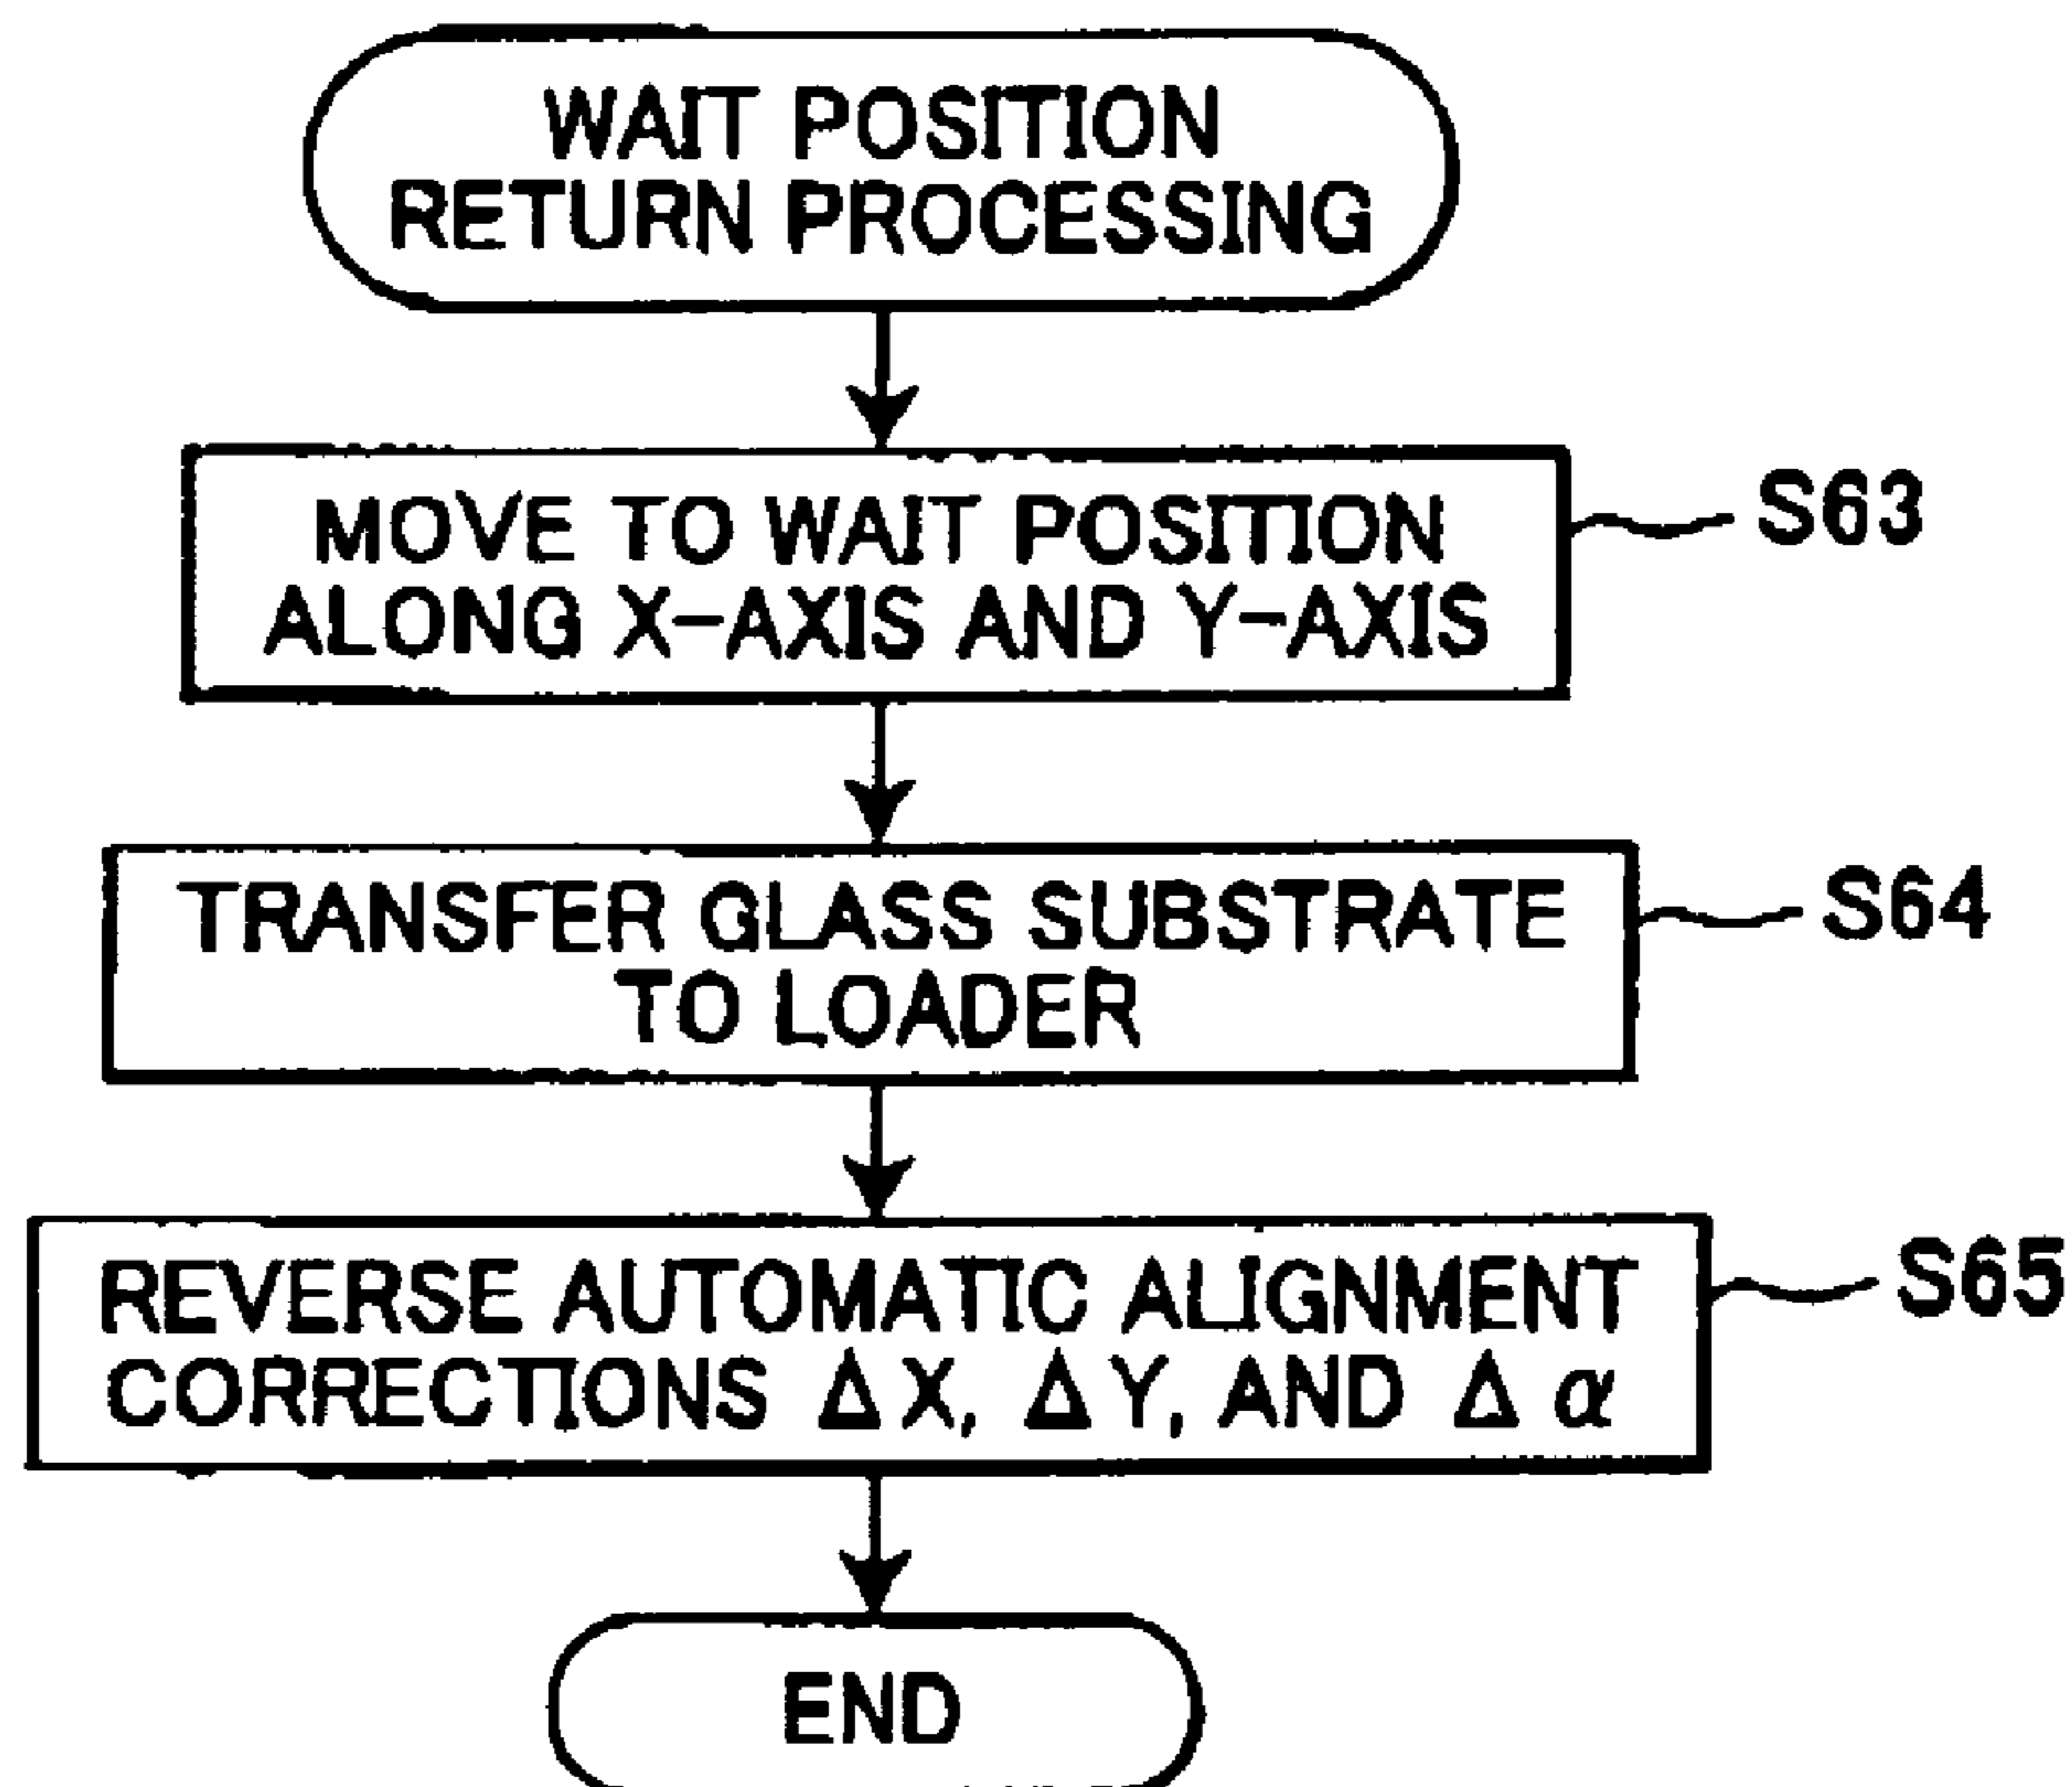 WAIT POSITION
RETURN PROCESSING
MOVE TO WAIT POSITION
ALONG X-AXIS AND Y-AXIS
S63
TRANSFER GLASS SUBSTRATE
TO LOADER
S64
REVERSE AUTOMATIC ALIGNMENT
CORRECTIONS ΔX, ΔY, AND Δα
S65
END